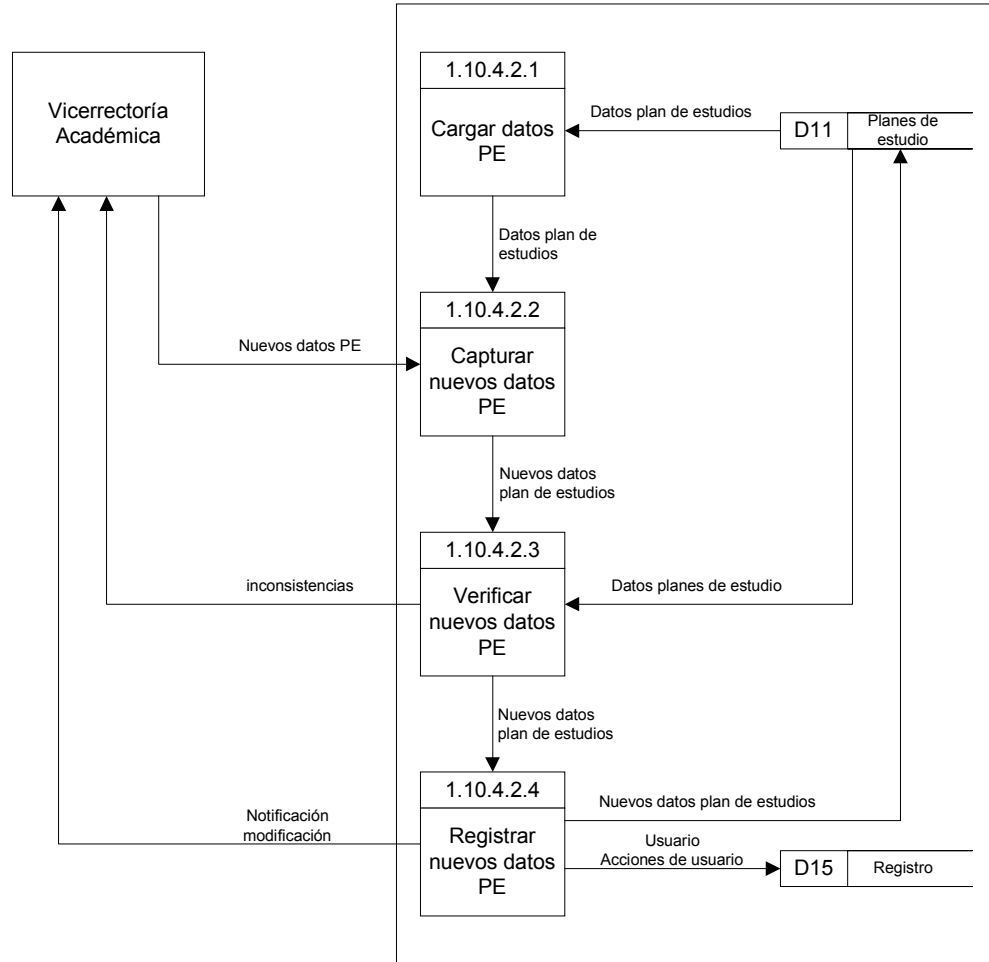 1.10.4.2.1
Vicerrectoría
Académica
Cargar datos
PE
Datos plan de estudios
D11
Planes de
estudio
Datos plan de
estudios
1.10.4.2.2
Nuevos datos PE
Capturar
nuevos datos
PE
Nuevos datos
plan de estudios
1.10.4.2.3
inconsistencias
Verificar
nuevos datos
PE
Datos planes de estudio
Nuevos datos
plan de estudios
1.10.4.2.4
Notificación
modificación
Registrar
nuevos datos
PE
Nuevos datos plan de estudios
Usuario
Acciones de usuario
D15
Registro